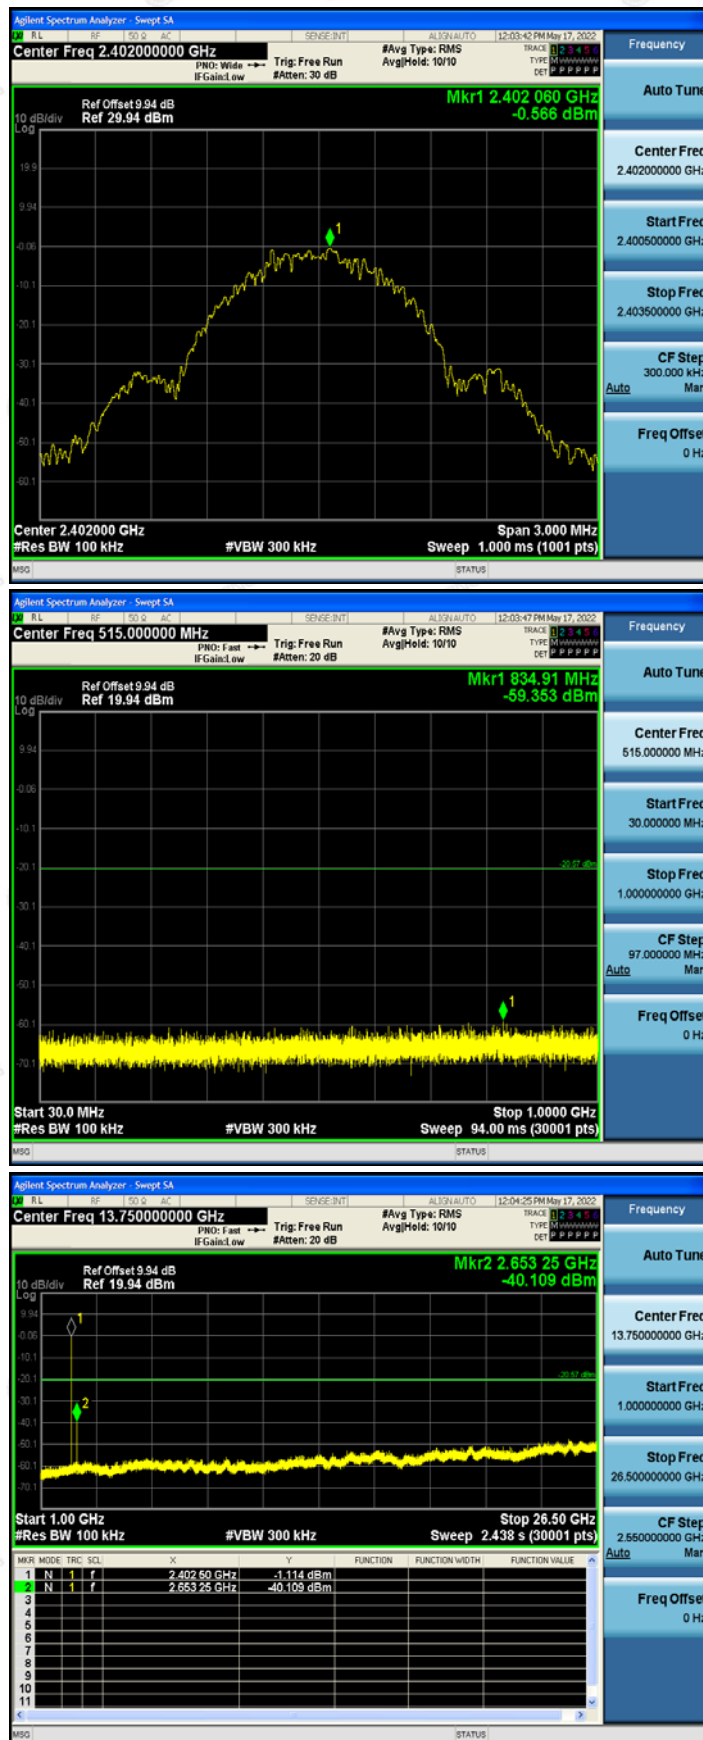 Agilent Spectrum Analyzer - Swept SA
RL RF 50 Ω AC SENSE:INT ALIGNAUTO 12:03:42 PM May 17, 2022
Center Freq 2.402000000 GHz
PNO: Wide
IFGain:Low
Trig: Free Run
#Atten: 30 dB
#Avg Type: RMS
Avg|Hold: 10/10
TRACE 1 2 3 4 5 6
TYPE M
DET P P P P P P
Frequency
Ref Offset 9.94 dB
10 dB/div Ref 29.94 dBm
Log
Mkr1 2.402 060 GHz
-0.566 dBm
19.9
9.94
-0.06
-10.1
-20.1
-30.1
-40.1
-50.1
-60.1
1
Center 2.402000 GHz Span 3.000 MHz
#Res BW 100 kHz #VBW 300 kHz Sweep 1.000 ms (1001 pts)
MSG STATUS
Auto Tune
Center Freq
2.402000000 GHz
Start Freq
2.400500000 GHz
Stop Freq
2.403500000 GHz
CF Step
300.000 kHz
Auto Man
Freq Offset
0 Hz
Agilent Spectrum Analyzer - Swept SA
RL RF 50 Ω AC SENSE:INT ALIGNAUTO 12:03:47 PM May 17, 2022
Center Freq 515.000000 MHz
PNO: Fast
IFGain:Low
Trig: Free Run
#Atten: 20 dB
#Avg Type: RMS
Avg|Hold: 10/10
TRACE 1 2 3 4 5 6
TYPE M
DET P P P P P P
Frequency
Ref Offset 9.94 dB
10 dB/div Ref 19.94 dBm
Log
Mkr1 834.91 MHz
-59.353 dBm
9.94
-0.06
-10.1
-20.1
-30.1
-40.1
-50.1
-60.1
-70.1
-20.57 dBm
1
Start 30.0 MHz Stop 1.0000 GHz
#Res BW 100 kHz #VBW 300 kHz Sweep 94.00 ms (30001 pts)
MSG STATUS
Auto Tune
Center Freq
515.000000 MHz
Start Freq
30.000000 MHz
Stop Freq
1.000000000 GHz
CF Step
97.000000 MHz
Auto Man
Freq Offset
0 Hz
Agilent Spectrum Analyzer - Swept SA
RL RF 50 Ω AC SENSE:INT ALIGNAUTO 12:04:25 PM May 17, 2022
Center Freq 13.750000000 GHz
PNO: Fast
IFGain:Low
Trig: Free Run
#Atten: 20 dB
#Avg Type: RMS
Avg|Hold: 10/10
TRACE 1 2 3 4 5 6
TYPE M
DET P P P P P P
Frequency
Ref Offset 9.94 dB
10 dB/div Ref 19.94 dBm
Log
Mkr2 2.653 25 GHz
-40.109 dBm
9.94
-0.06
-10.1
-20.1
-30.1
-40.1
-50.1
-60.1
-70.1
-20.57 dBm
1
2
Start 1.00 GHz Stop 26.50 GHz
#Res BW 100 kHz #VBW 300 kHz Sweep 2.438 s (30001 pts)
MKR MODE TRC SCL X Y FUNCTION FUNCTION WIDTH FUNCTION VALUE
1 N 1 f 2.402 50 GHz -1.114 dBm
2 N 1 f 2.653 25 GHz -40.109 dBm
3
4
5
6
7
8
9
10
11
MSG STATUS
Auto Tune
Center Freq
13.750000000 GHz
Start Freq
1.000000000 GHz
Stop Freq
26.500000000 GHz
CF Step
2.550000000 GHz
Auto Man
Freq Offset
0 Hz